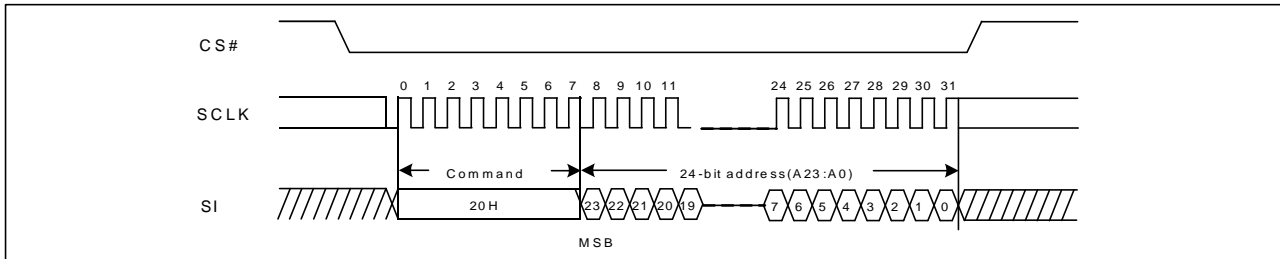 CS#
0 1 2 3 4 5 6 7 8 9 10 11 24 25 26 27 28 29 30 31
SCLK
Command 24-bit address(A23:A0)
SI 20H 23 22 21 20 19 7 6 5 4 3 2 1 0
MSB